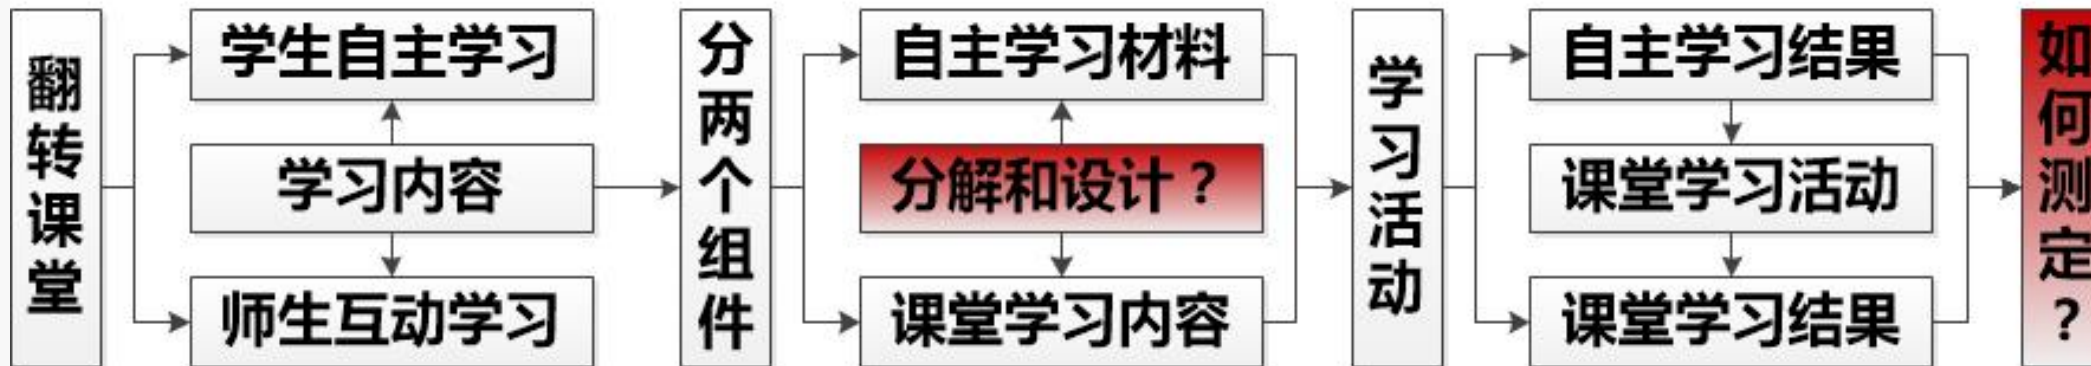 翻转课堂
学生自主学习
学习内容
师生互动学习
分两个组件
自主学习材料
分解和设计？
课堂学习内容
学习活动
自主学习结果
课堂学习活动
课堂学习结果
如何测定？